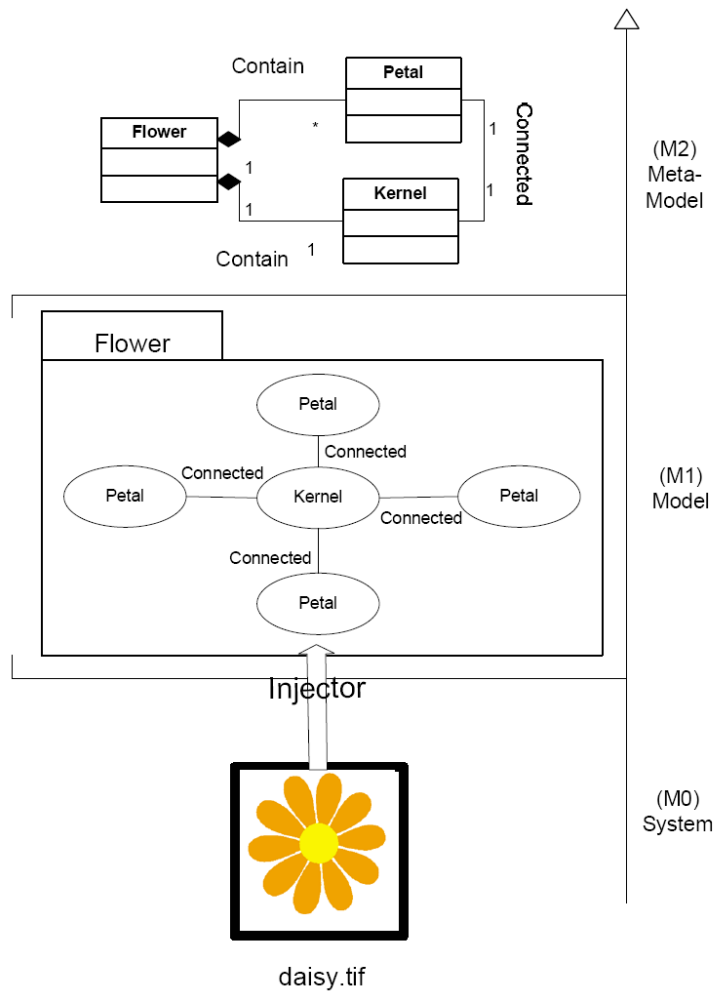 Contain
Petal
Flower
*
1
Connected
(M2)
Meta-
Model
1
1
Kernel
1
Contain
1
Flower
Petal
Connected
Connected
Petal
Kernel
Petal
Connected
Connected
Petal
(M1)
Model
Injector
(M0)
System
daisy.tif